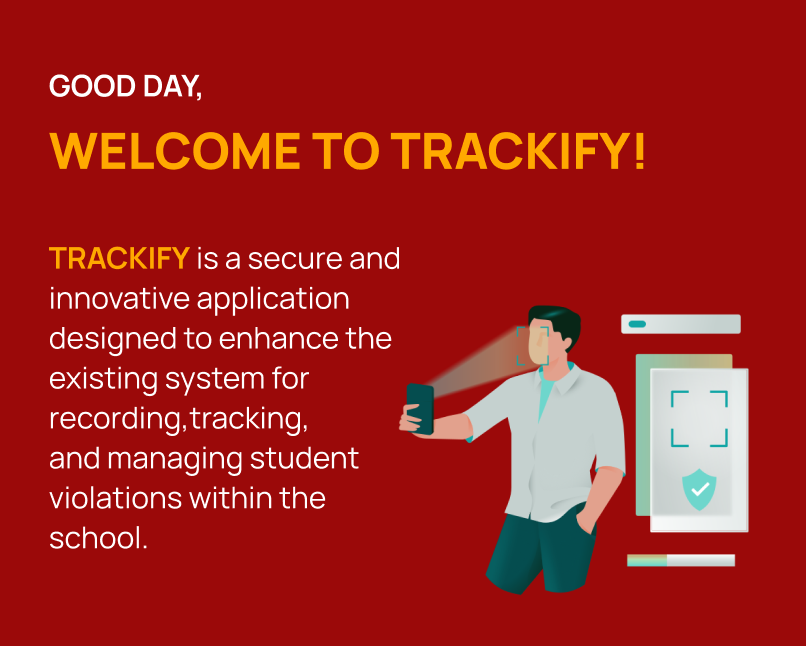 GOOD DAY,
WELCOME TO TRACKIFY!
TRACKIFY is a secure and
innovative application
designed to enhance the
existing system for
recording,tracking,
and managing student
violations within the
school.